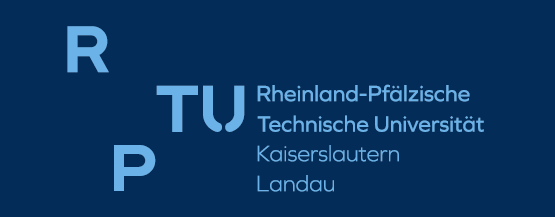 R
TU
P
Rheinland-Pfälzische
Technische Universität
Kaiserslautern
Landau